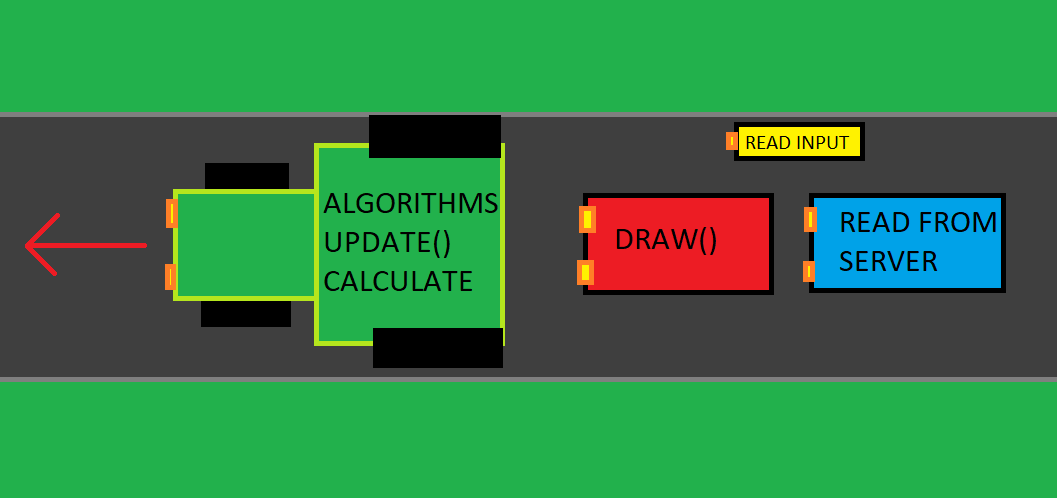 ALGORITHMS
UPDATE()
CALCULATE
DRAW()
READ INPUT
READ FROM
SERVER